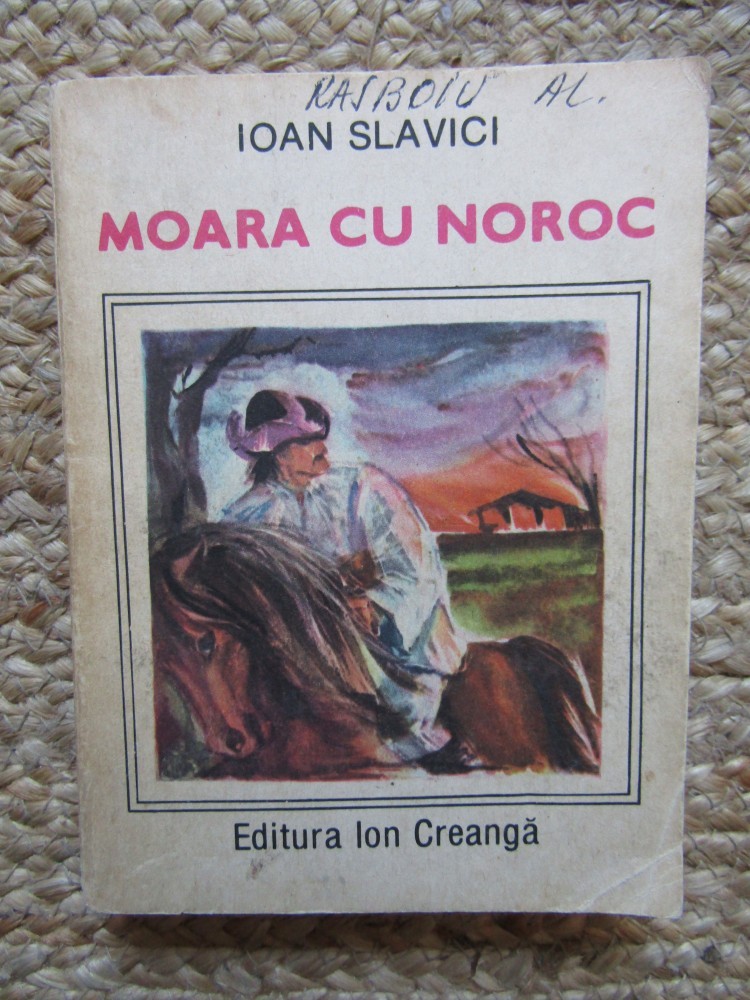 RASBOIU AL.
IOAN SLAVICI
MOARA CU NOROC
Editura Ion Creangă